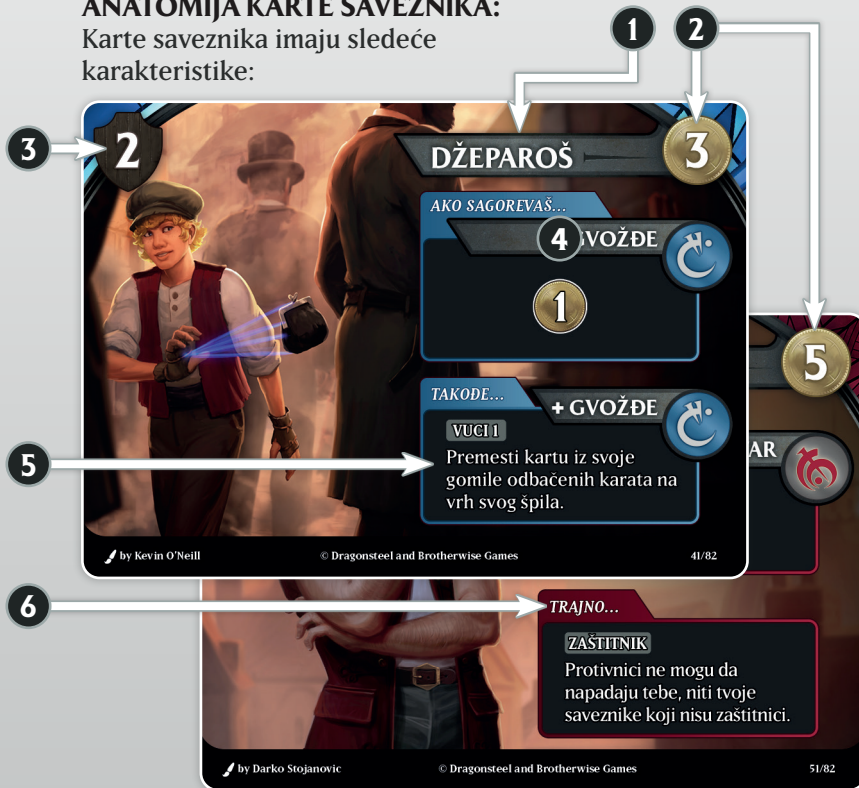 ANATOMIJA KARTE SAVEZNIKA:
Karte saveznika imaju sledeće
karakteristike:
1
2
3
2
DŽEPAROŠ
3
AKO SAGOREVAŠ...
4
GVOŽĐE
1
5
TAKOĐE...
+ GVOŽĐE
VUCI 1
Premesti kartu iz svoje
gomile odbačenih karata na
vrh svog špila.
5
AR
by Kevin O'Neill
© Dragonsteel and Brotherwise Games
41/82
6
TRAJNO...
ZAŠTITNIK
Protivnici ne mogu da
napadaju tebe, niti tvoje
saveznike koji nisu zaštitnici.
by Darko Stojanovic
© Dragonsteel and Brotherwise Games
51/82